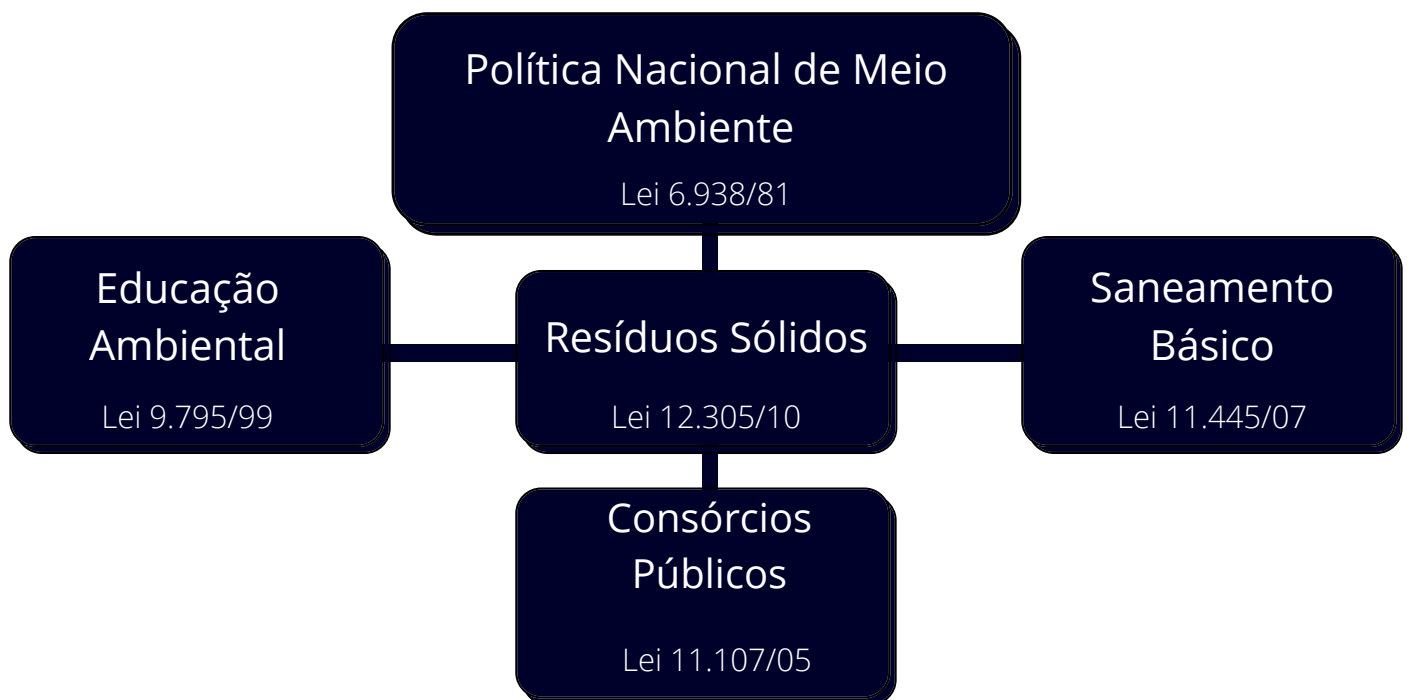 Política Nacional de Meio
Ambiente
Lei 6.938/81
Educação
Ambiental
Lei 9.795/99
Resíduos Sólidos
Lei 12.305/10
Saneamento
Básico
Lei 11.445/07
Consórcios
Públicos
Lei 11.107/05